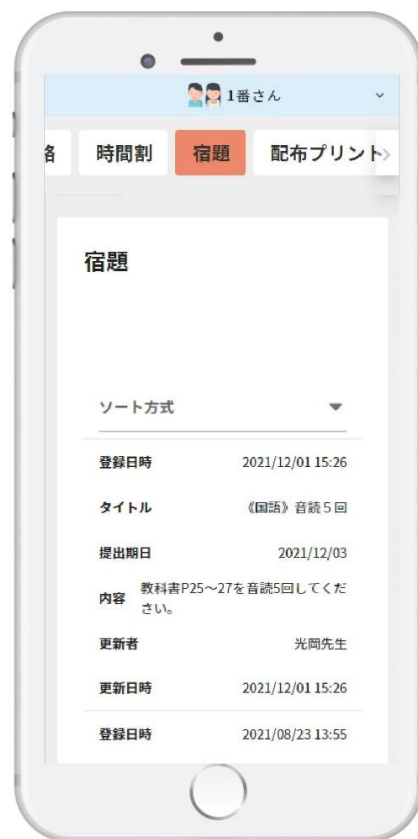 1番さん
絡 時間割 宿題 配布プリント
宿題
ソート方式
登録日時 2021/12/01 15:26
タイトル 《国語》音読５回
提出期日 2021/12/03
内容 教科書P25～27を音読5回してくだ
さい。
更新者 光岡先生
更新日時 2021/12/01 15:26
登録日時 2021/08/23 13:55